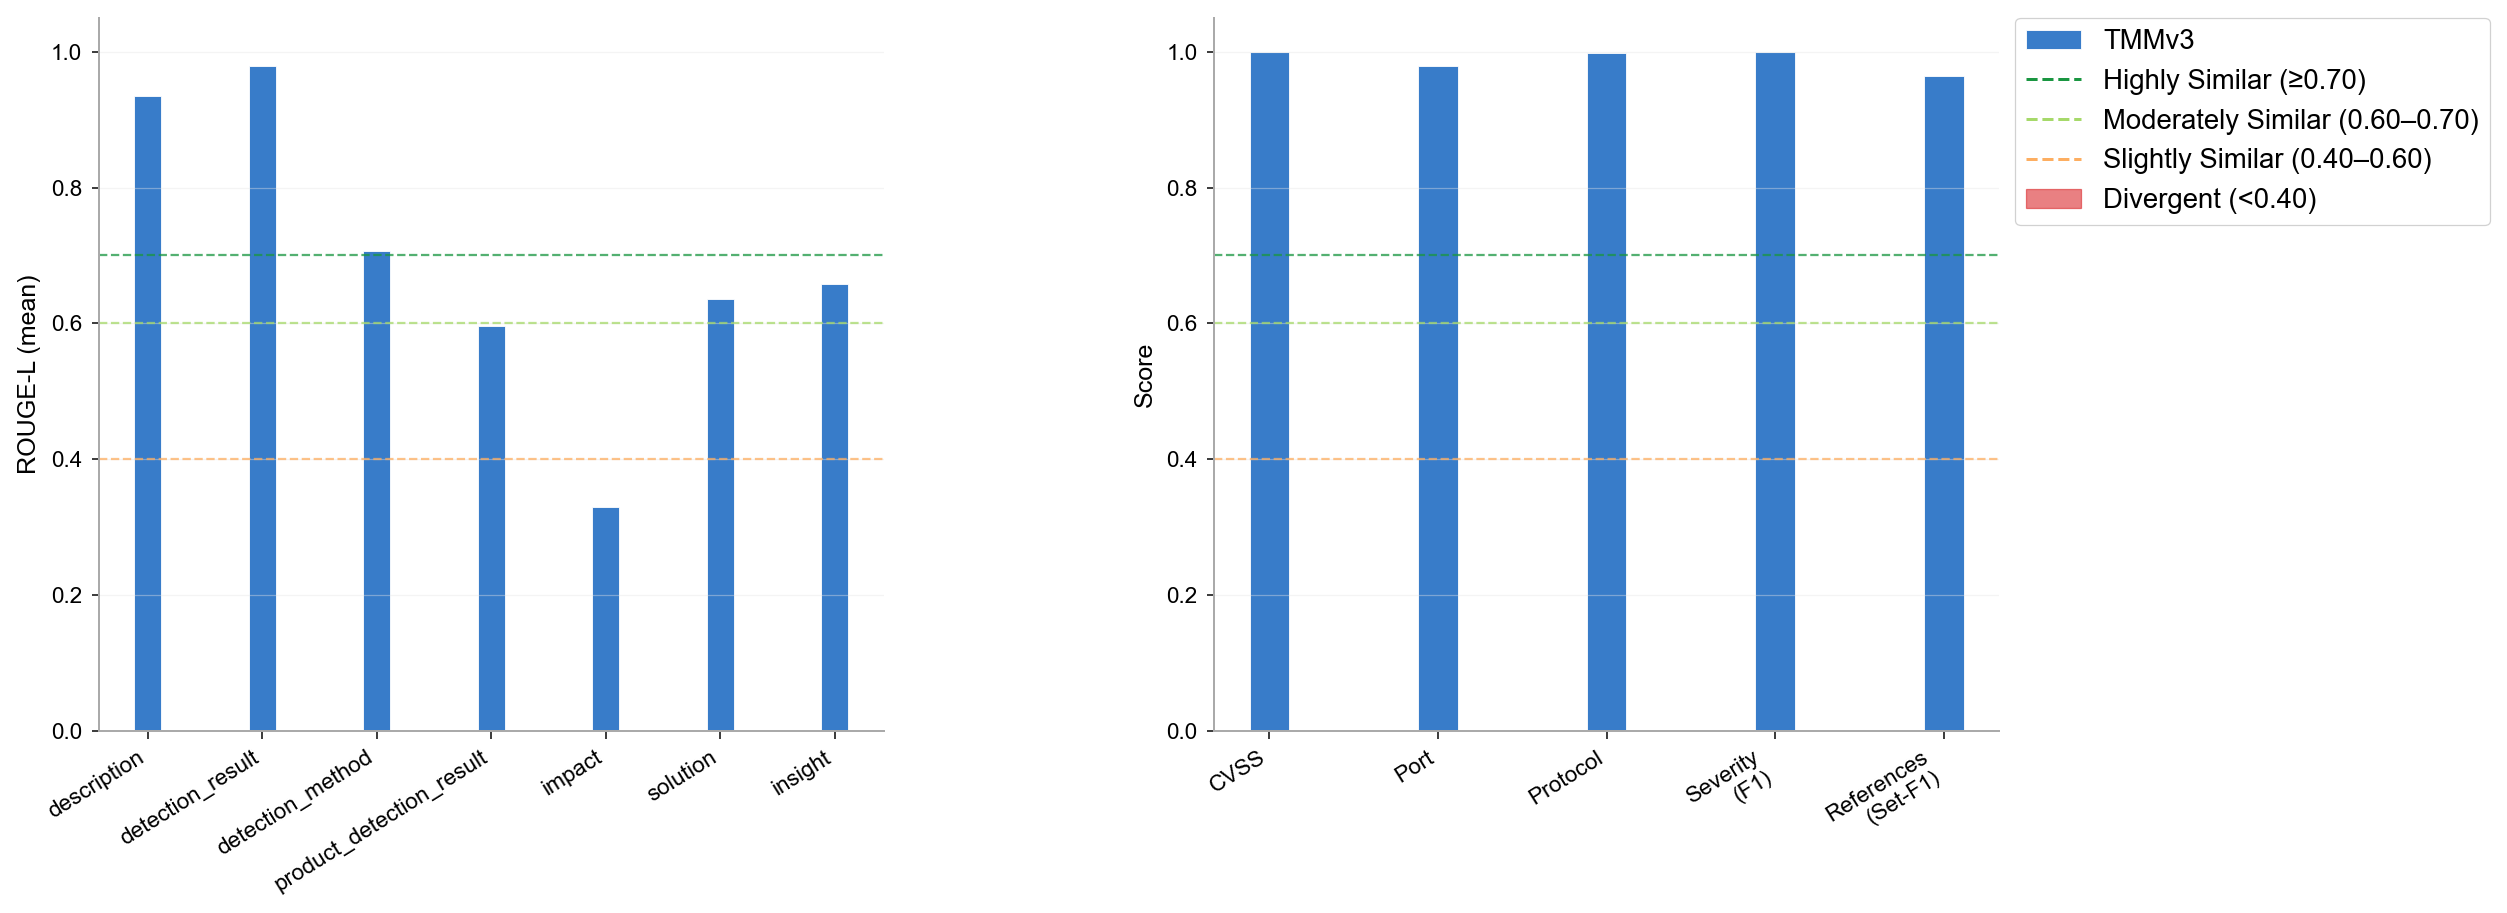 ROUGE-L (mean)
1.0
0.8
0.6
0.4
0.2
0.0
description
detection_result
detection_method
product_detection_result
impact
solution
insight
Score
1.0
0.8
0.6
0.4
0.2
0.0
CVSS
Port
Protocol
Severity
(F1)
References
(Set-F1)
TMMv3
Highly Similar (≥0.70)
Moderately Similar (0.60–0.70)
Slightly Similar (0.40–0.60)
Divergent (<0.40)